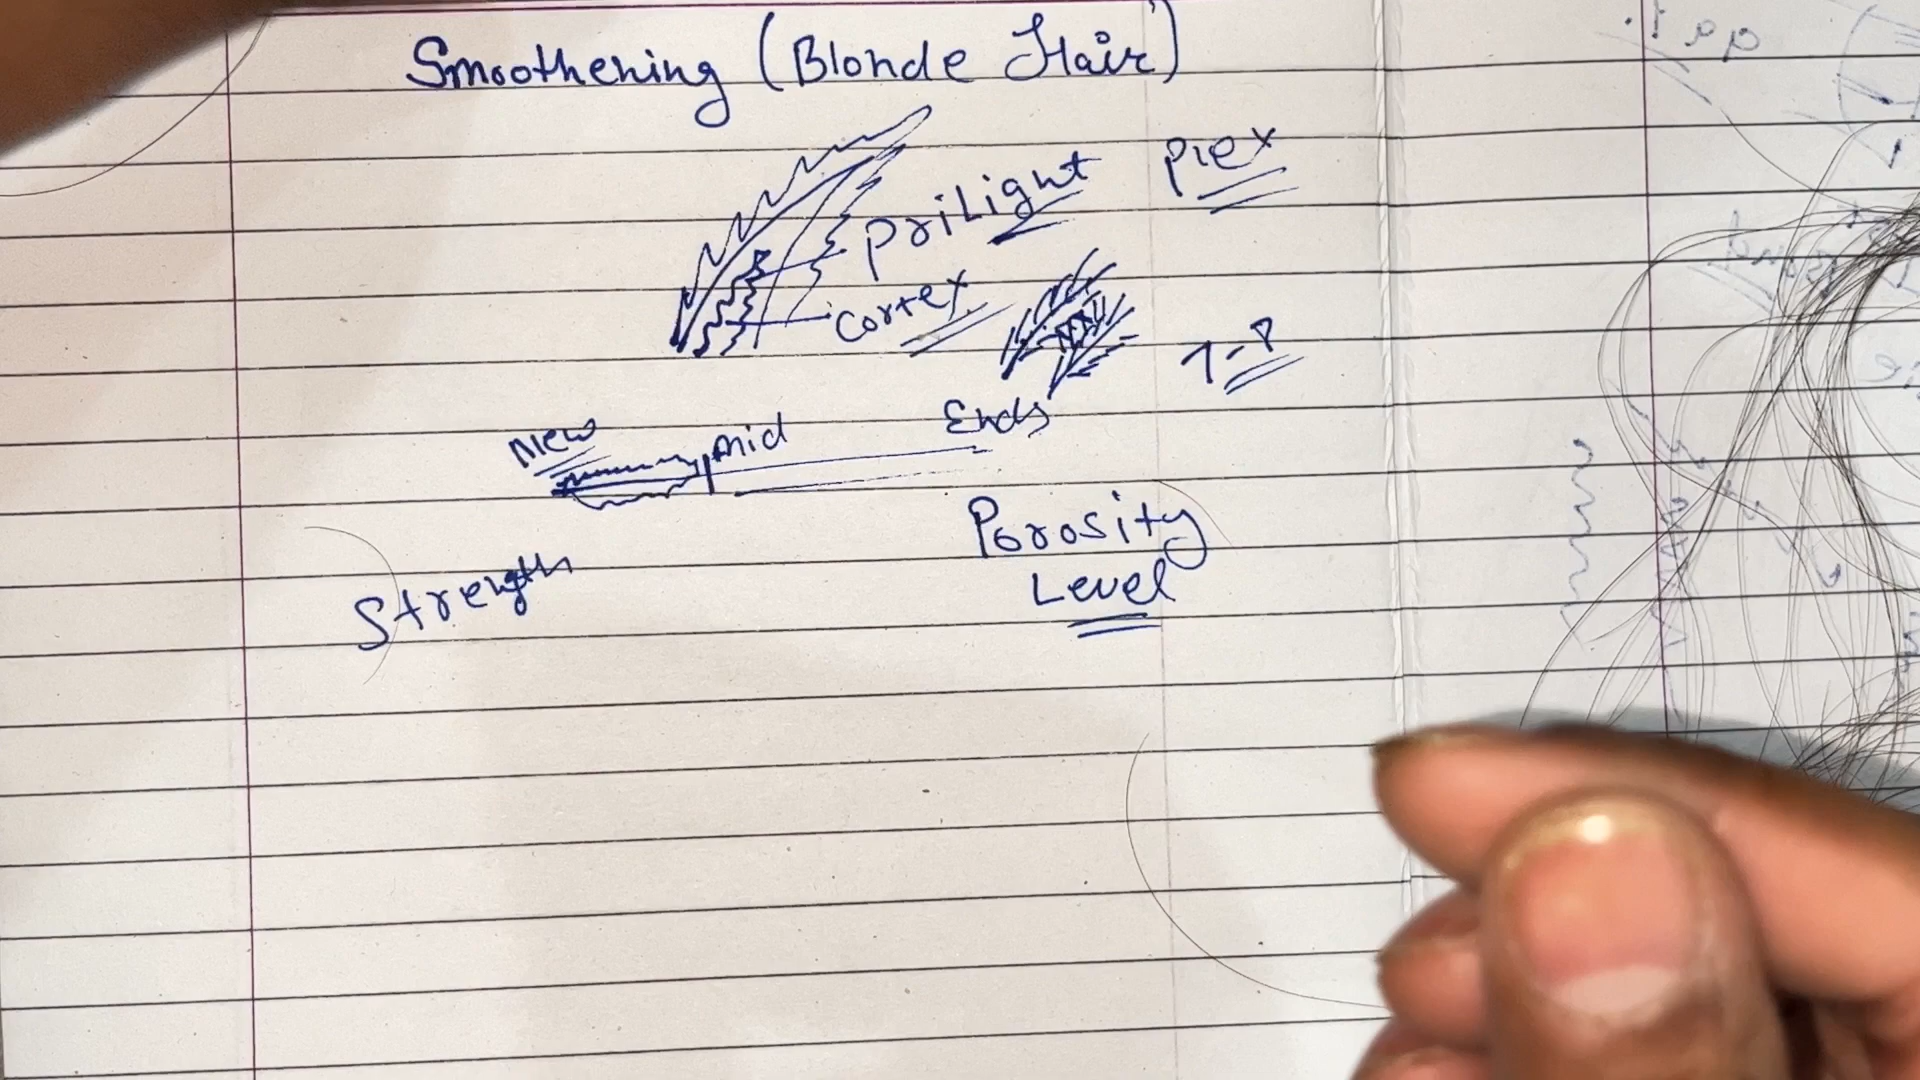 Smoothening (Blonde Hair)
PriLight Plex
Cortex
New Mid Ends
Porosity
Level
Strength